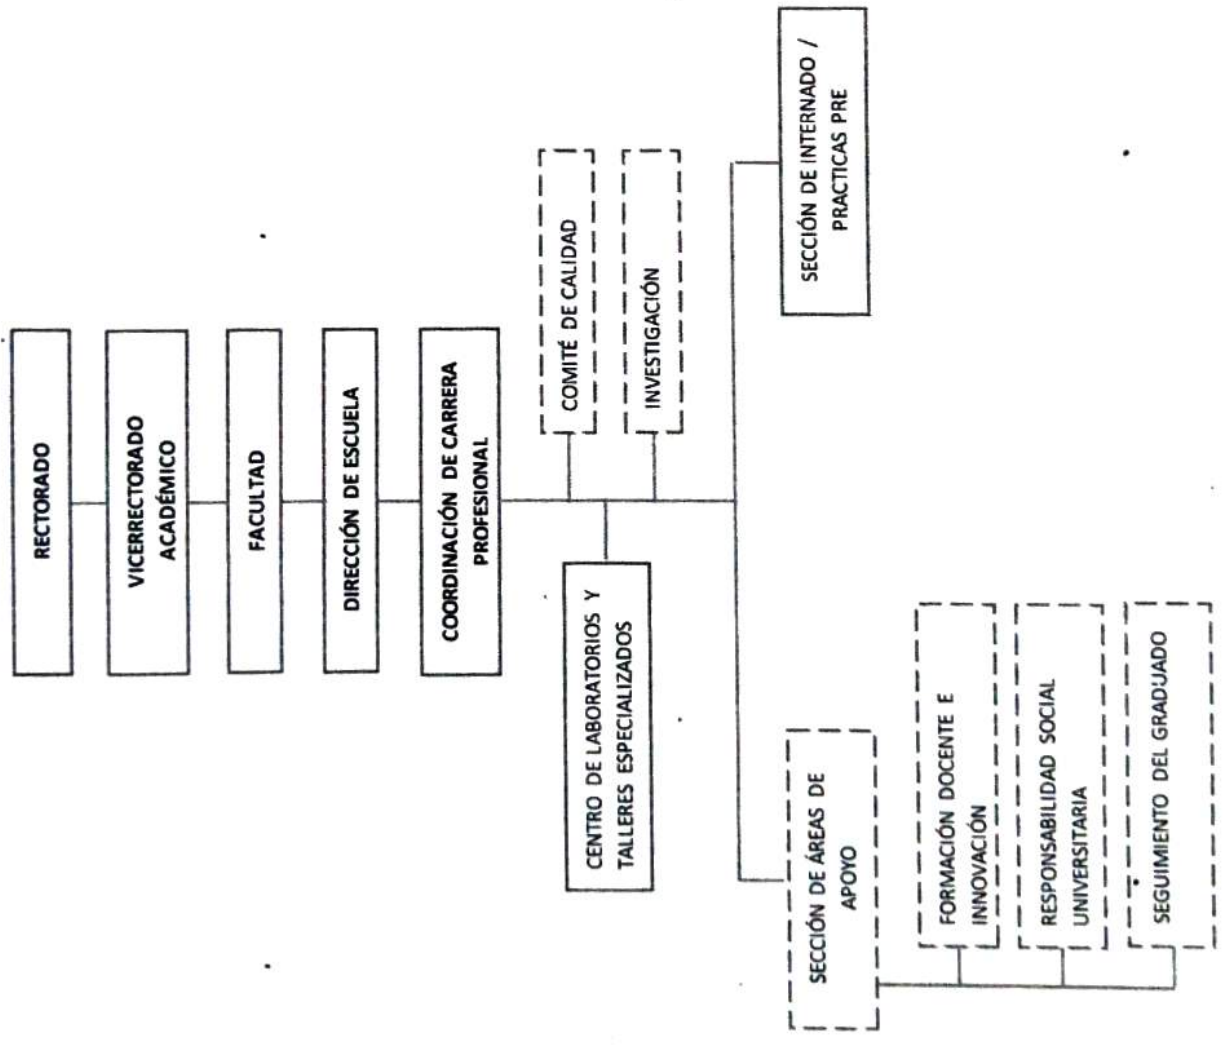 RECTORADO
VICERRECTORADO
ACADÉMICO
FACULTAD
DIRECCIÓN DE ESCUELA
COORDINACIÓN DE CARRERA
PROFESIONAL
COMITÉ DE CALIDAD
CENTRO DE LABORATORIOS Y
TALLERES ESPECIALIZADOS
INVESTIGACIÓN
SECCIÓN DE ÁREAS DE
APOYO
SECCIÓN DE INTERNADO /
PRACTICAS PRE
FORMACIÓN DOCENTE E
INNOVACIÓN
RESPONSABILIDAD SOCIAL
UNIVERSITARIA
SEGUIMIENTO DEL GRADUADO